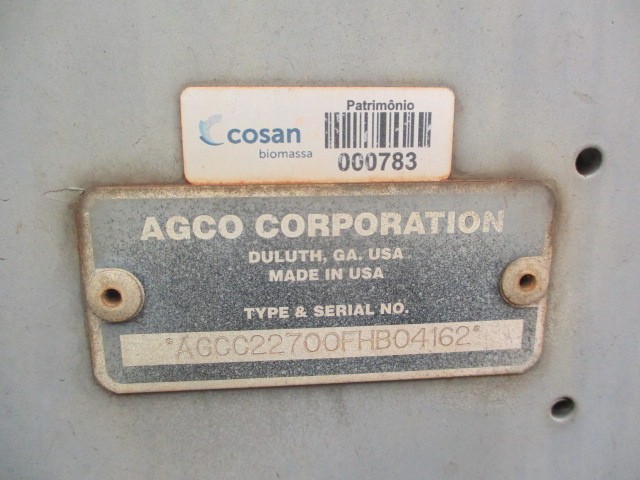 Patrimônio
cosan
biomassa
000783
AGCO CORPORATION
DULUTH, GA. USA
MADE IN USA
TYPE & SERIAL NO.
*AGCC22700FHB04162*